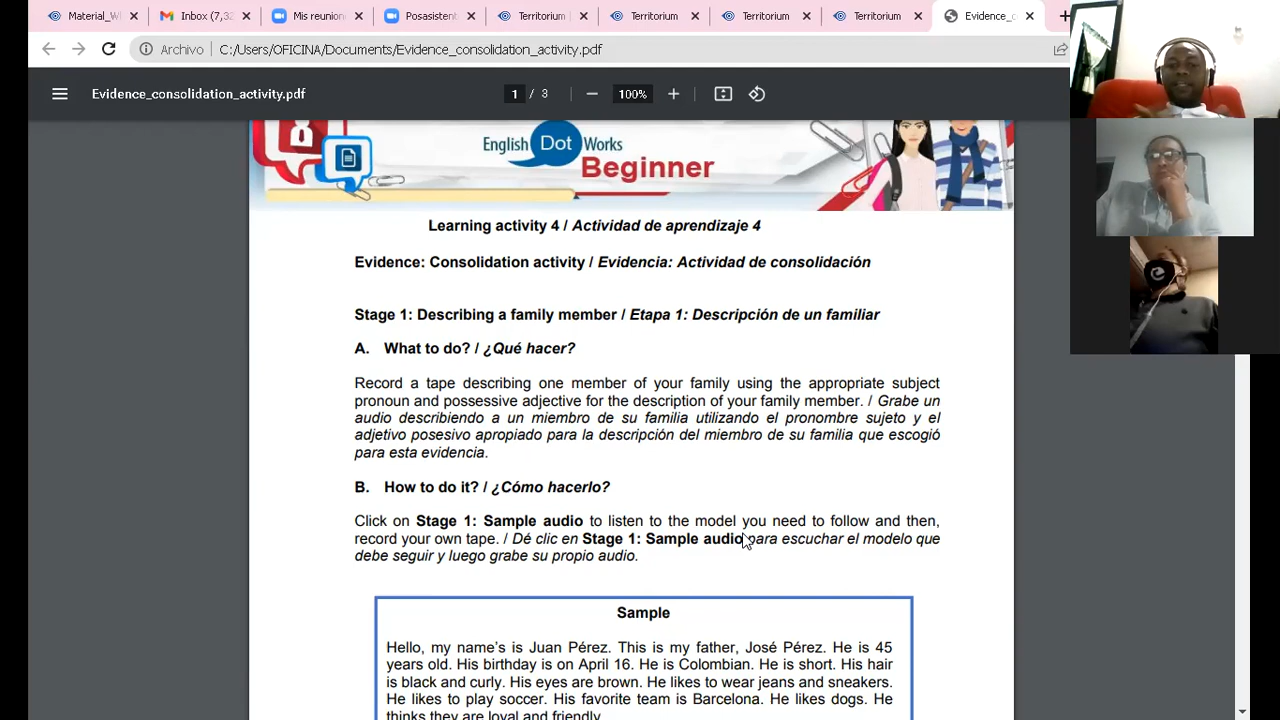 Material_W
Inbox (7,32
Mis reunion
Posasistent
Territorium
Territorium
Territorium
Territorium
Evidence_c
Archivo C:/Users/OFICINA/Documents/Evidence_consolidation_activity.pdf
Evidence_consolidation_activity.pdf
1 / 3
100%
English Dot Works
Beginner
Learning activity 4 / Actividad de aprendizaje 4
Evidence: Consolidation activity / Evidencia: Actividad de consolidación
Stage 1: Describing a family member / Etapa 1: Descripción de un familiar
A. What to do? / ¿Qué hacer?
Record a tape describing one member of your family using the appropriate subject
pronoun and possessive adjective for the description of your family member. / Grabe un
audio describiendo a un miembro de su familia utilizando el pronombre sujeto y el
adjetivo posesivo apropiado para la descripción del miembro de su familia que escogió
para esta evidencia.
B. How to do it? / ¿Cómo hacerlo?
Click on Stage 1: Sample audio to listen to the model you need to follow and then,
record your own tape. / Dé clic en Stage 1: Sample audio para escuchar el modelo que
debe seguir y luego grabe su propio audio.
Sample
Hello, my name's is Juan Pérez. This is my father, José Pérez. He is 45
years old. His birthday is on April 16. He is Colombian. He is short. His hair
is black and curly. His eyes are brown. He likes to wear jeans and sneakers.
He likes to play soccer. His favorite team is Barcelona. He likes dogs. He
thinks they are loyal and friendly.